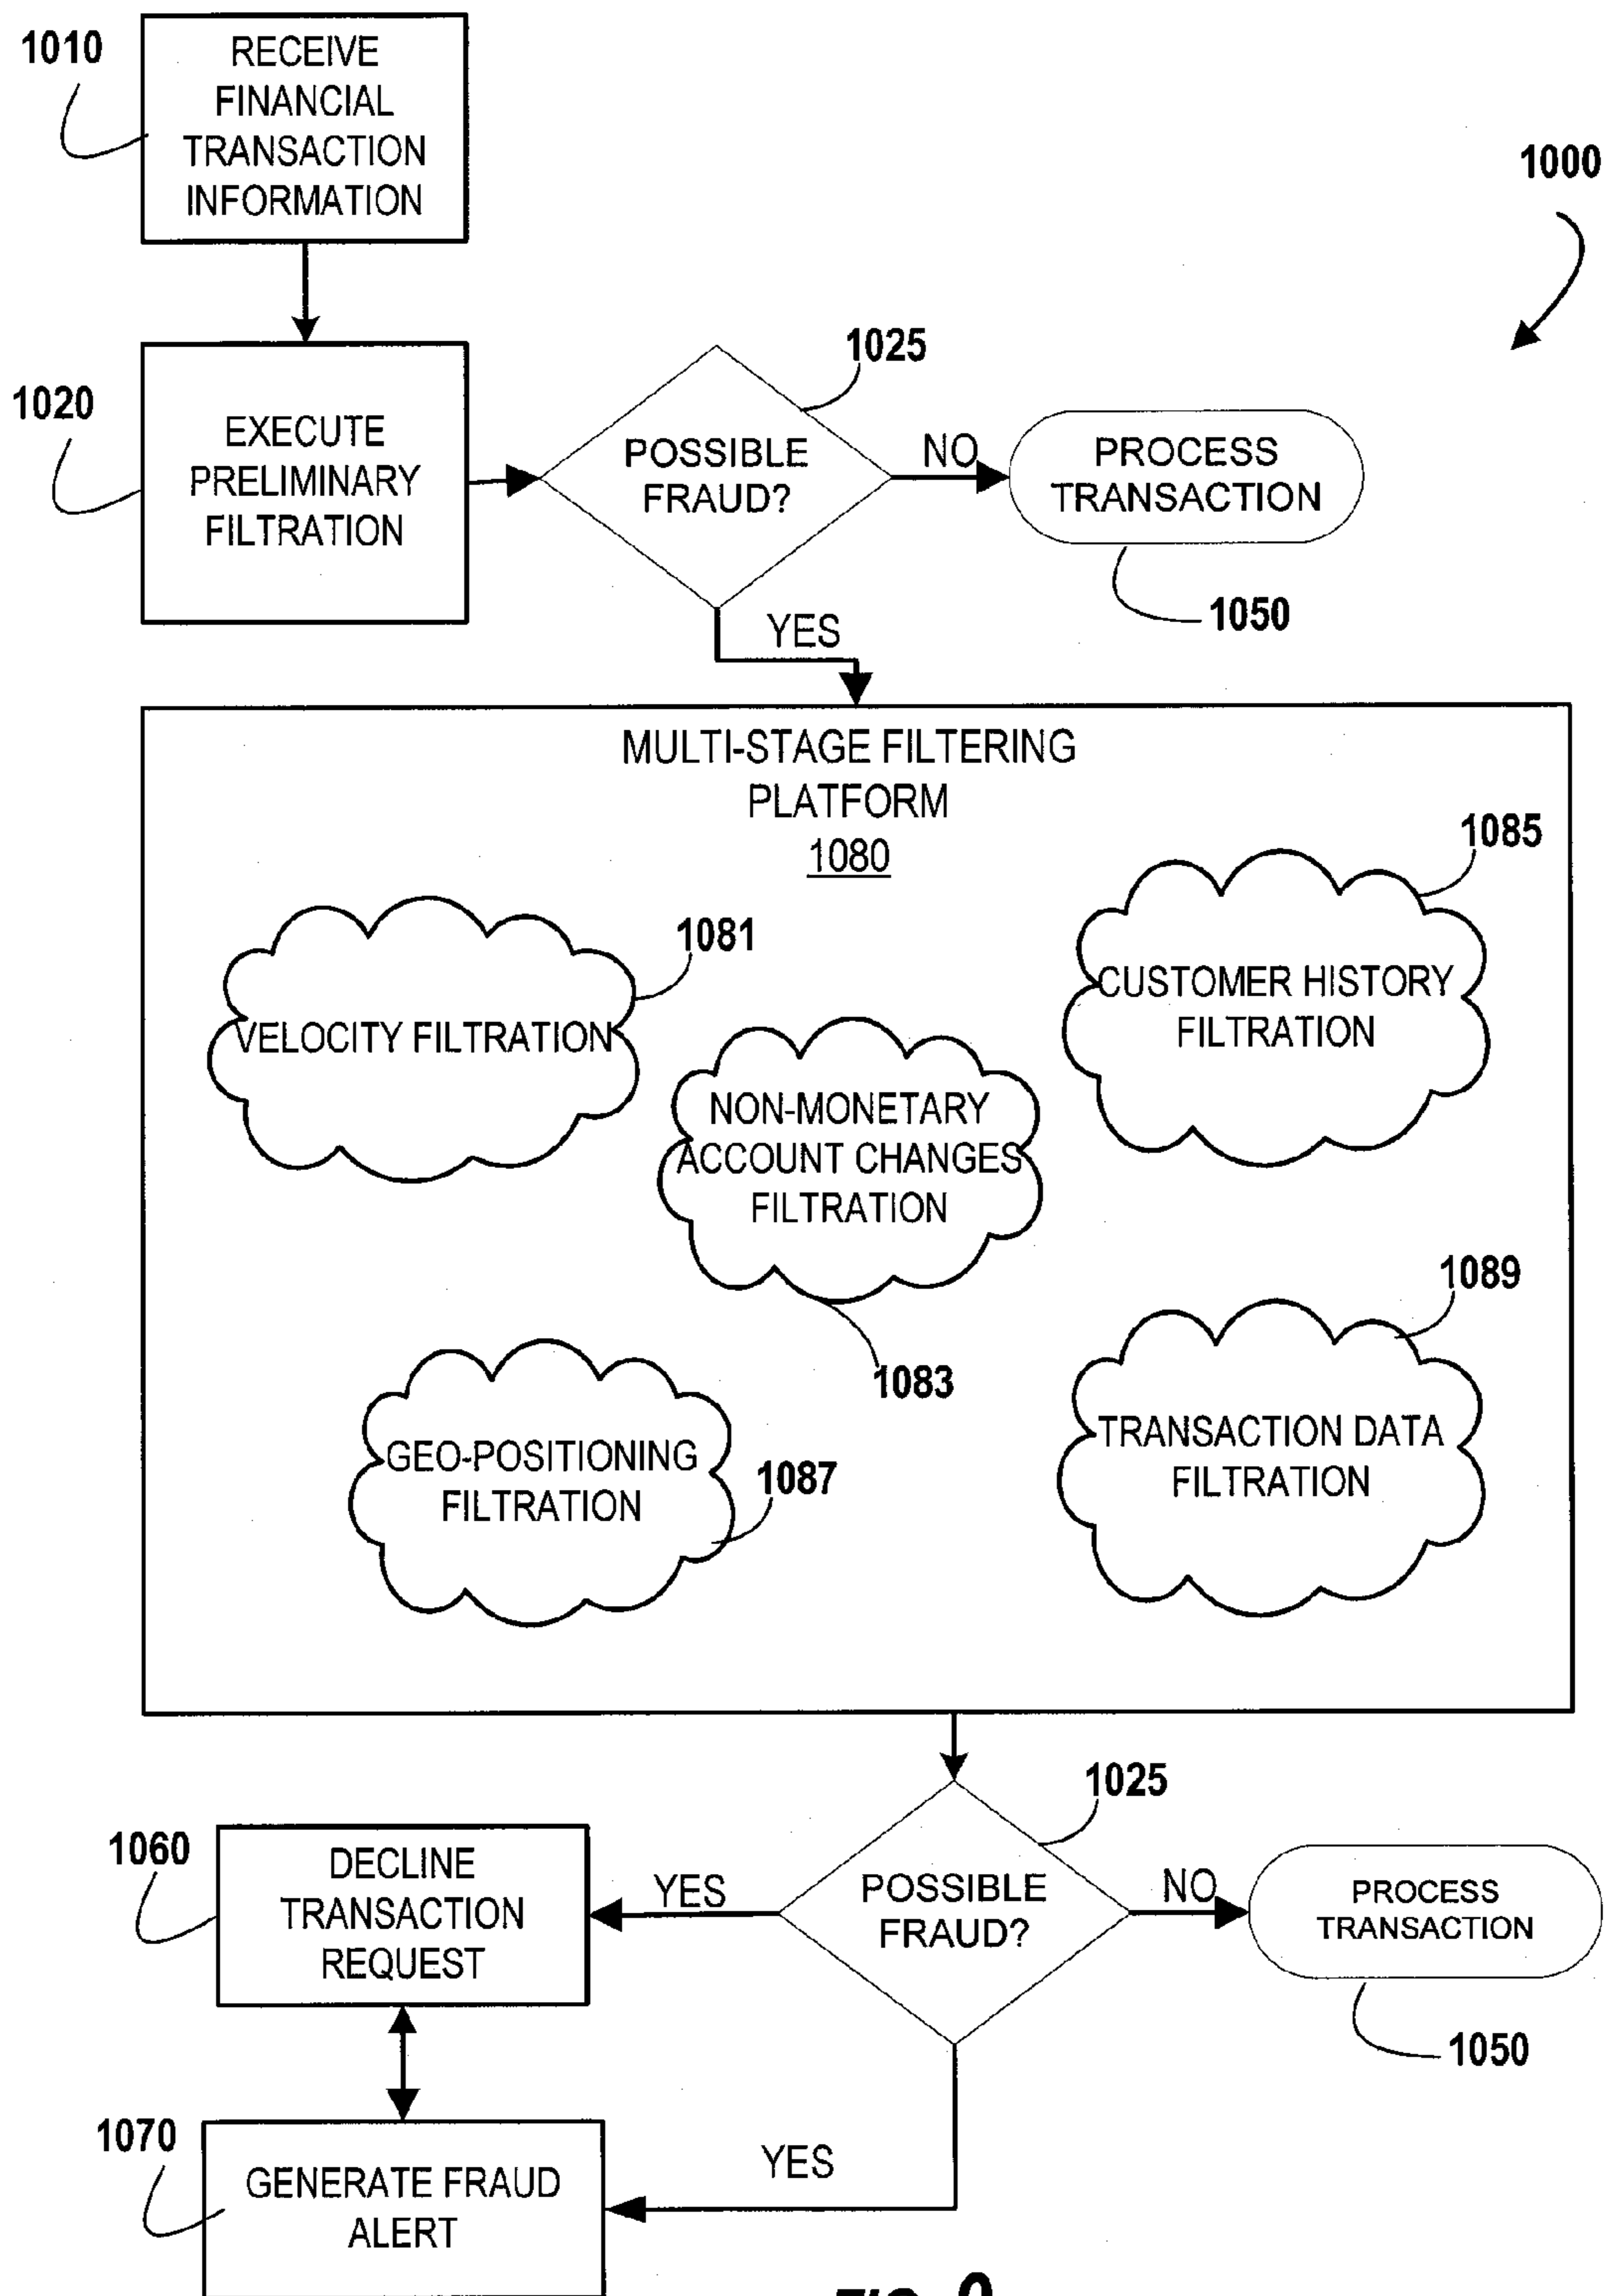 1010
RECEIVE
FINANCIAL
TRANSACTION
INFORMATION
1000
1020
EXECUTE
PRELIMINARY
FILTRATION
1025
POSSIBLE
FRAUD?
NO
PROCESS
TRANSACTION
1050
YES
MULTI-STAGE FILTERING
PLATFORM
1080
1081
VELOCITY FILTRATION
1085
CUSTOMER HISTORY
FILTRATION
NON-MONETARY
ACCOUNT CHANGES
FILTRATION
1083
GEO-POSITIONING
FILTRATION
1087
1089
TRANSACTION DATA
FILTRATION
1025
POSSIBLE
FRAUD?
YES
NO
1060
DECLINE
TRANSACTION
REQUEST
PROCESS
TRANSACTION
1050
1070
GENERATE FRAUD
ALERT
YES